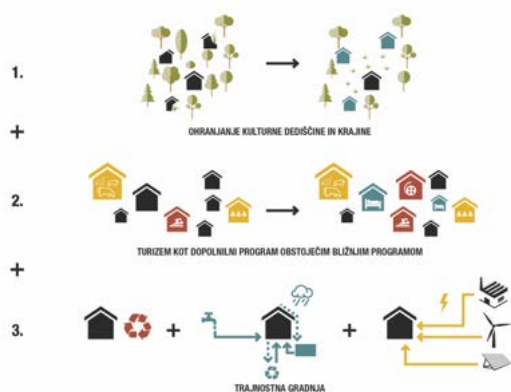 1.
OHRANJANJE KULTURNE DEDIŠČINE IN KRAJINE
+
2.
TURIZEM KOT DOPOLNILNI PROGRAM OBSTOJEČIM BLIŽNJIM PROGRAMOM
+
3.
+
+
TRAJNOSTNA GRADNJA